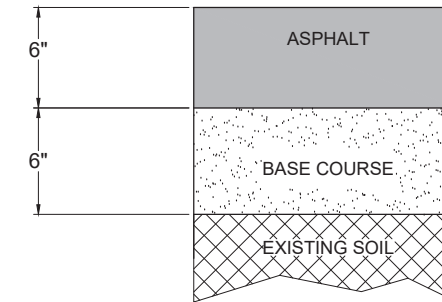 ASPHALT
6"
BASE COURSE
6"
EXISTING SOIL